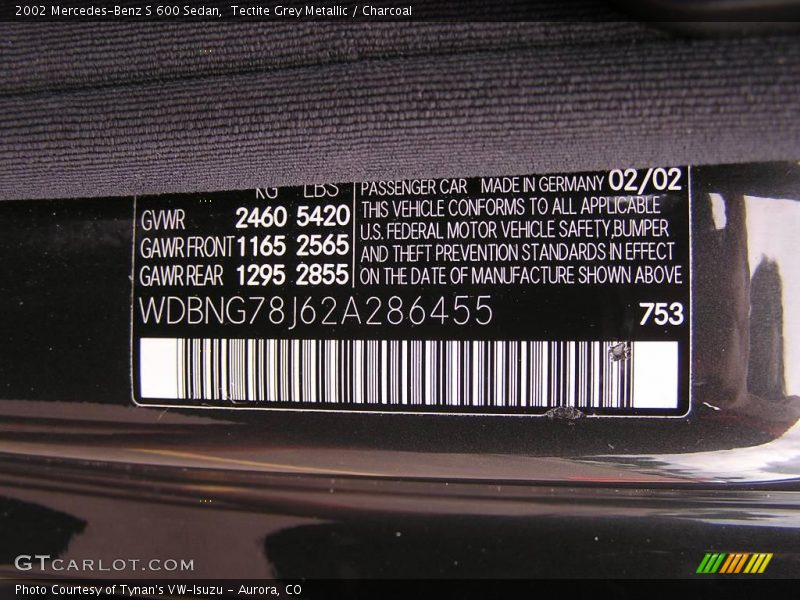 2002 Mercedes-Benz S 600 Sedan,  Tectite Grey Metallic / Charcoal
KG LBS
GVWR 2460 5420
GAWR FRONT 1165 2565
GAWR REAR 1295 2855
PASSENGER CAR MADE IN GERMANY 02/02
THIS VEHICLE CONFORMS TO ALL APPLICABLE
U.S. FEDERAL MOTOR VEHICLE SAFETY,BUMPER
AND THEFT PREVENTION STANDARDS IN EFFECT
ON THE DATE OF MANUFACTURE SHOWN ABOVE
WDBNG78J62A286455 753
GTCARLOT.COM
Photo Courtesy of Tynan's VW-Isuzu - Aurora, CO